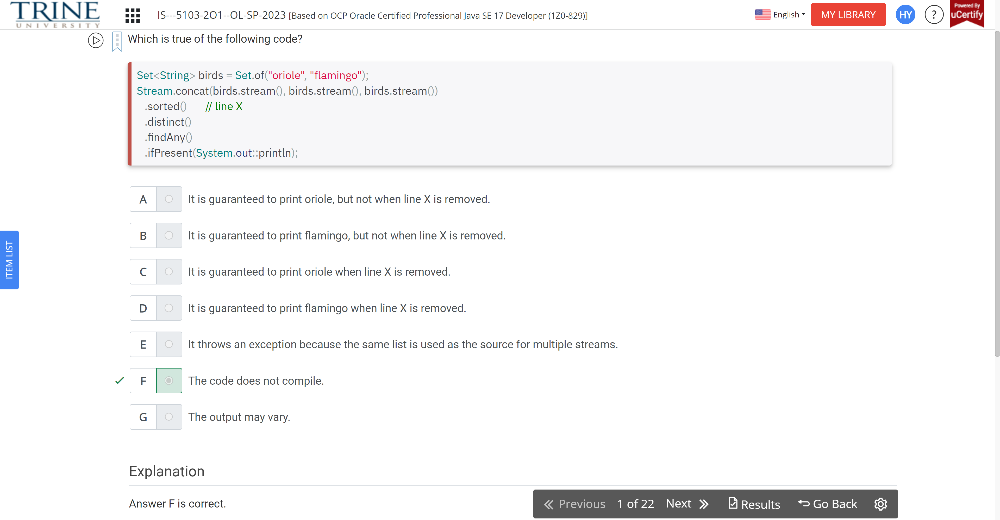 TRINE
UNIVERSITY
IS---5103-2O1--OL-SP-2023 [Based on OCP Oracle Certified Professional Java SE 17 Developer (1Z0-829)]
English
MY LIBRARY
HY
?
Powered By
uCertify
Which is true of the following code?
Set<String> birds = Set.of("oriole", "flamingo");
Stream.concat(birds.stream(), birds.stream(), birds.stream())
.sorted() // line X
.distinct()
.findAny()
.ifPresent(System.out::println);
A It is guaranteed to print oriole, but not when line X is removed.
B It is guaranteed to print flamingo, but not when line X is removed.
C It is guaranteed to print oriole when line X is removed.
D It is guaranteed to print flamingo when line X is removed.
E It throws an exception because the same list is used as the source for multiple streams.
F The code does not compile.
G The output may vary.
ITEM LIST
Explanation
Answer F is correct.
Previous 1 of 22 Next Results Go Back